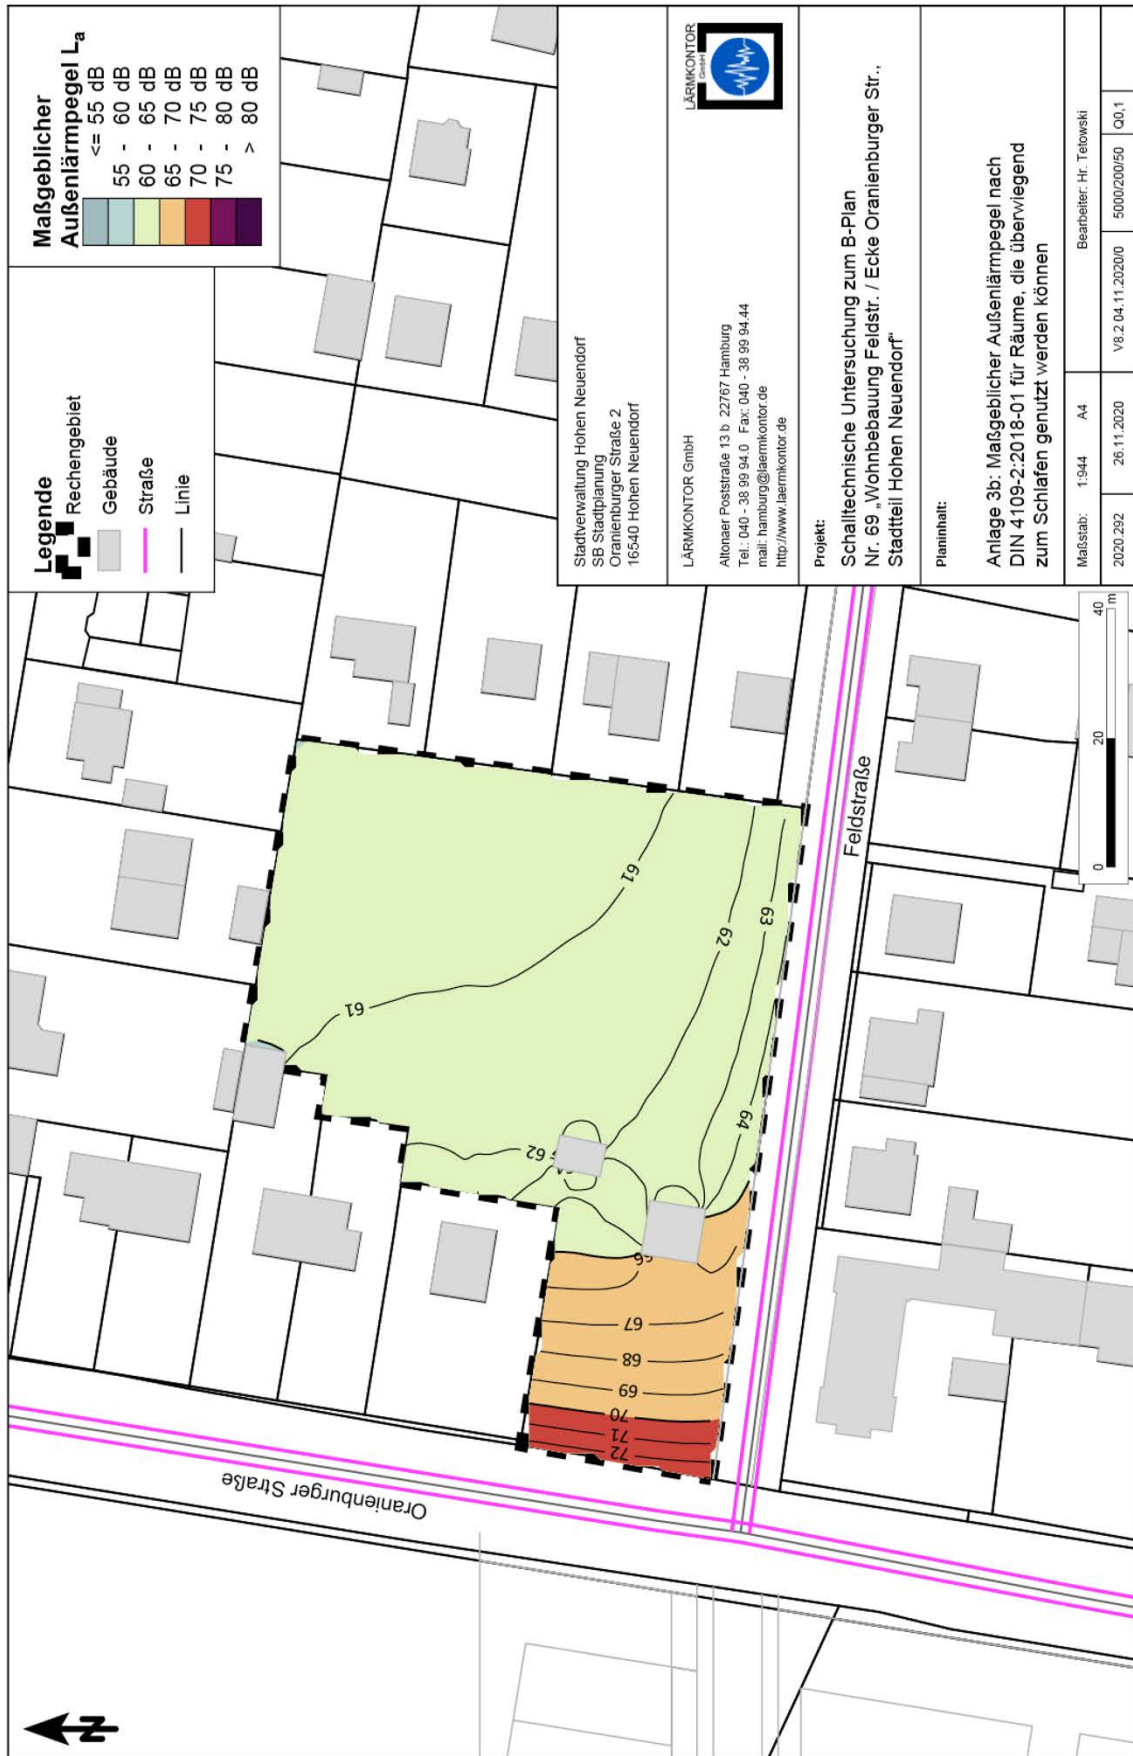 N
Legende
Rechengebiet
Gebäude
Straße
Linie
Maßgeblicher
Außenlärmpegel La
<= 55 dB
55 - 60 dB
60 - 65 dB
65 - 70 dB
70 - 75 dB
75 - 80 dB
> 80 dB
Oranienburger Straße
Feldstraße
61
61
62
62
63
64
66
67
68
69
70
71
72
0 20 40
m
Stadtverwaltung Hohen Neuendorf
SB Stadtplanung
Oranienburger Straße 2
16540 Hohen Neuendorf
LÄRMKONTOR GmbH
Altonaer Poststraße 13 b 22767 Hamburg
Tel.: 040 - 38 99 94.0 Fax: 040 - 38 99 94.44
mail: hamburg@laermkontor.de
http://www.laermkontor.de
LÄRMKONTOR
GmbH
Projekt:
Schalltechnische Untersuchung zum B-Plan
Nr. 69 „Wohnbebauung Feldstr. / Ecke Oranienburger Str.,
Stadtteil Hohen Neuendorf"
Planinhalt:
Anlage 3b: Maßgeblicher Außenlärmpegel nach
DIN 4109-2:2018-01 für Räume, die überwiegend
zum Schlafen genutzt werden können
Maßstab: 1:944 A4 Bearbeiter: Hr. Tetowski
2020.292 26.11.2020 V8.2 04.11.2020/0 5000/200/50 Q0,1